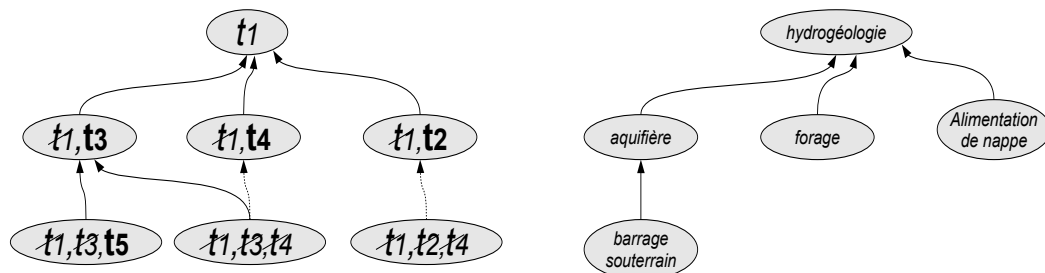 t1
t1,t3
t1,t4
t1,t2
t1,t3,t5
t1,t3,t4
t1,t2,t4
hydrogéologie
aquifière
forage
Alimentation
de nappe
barrage
souterrain